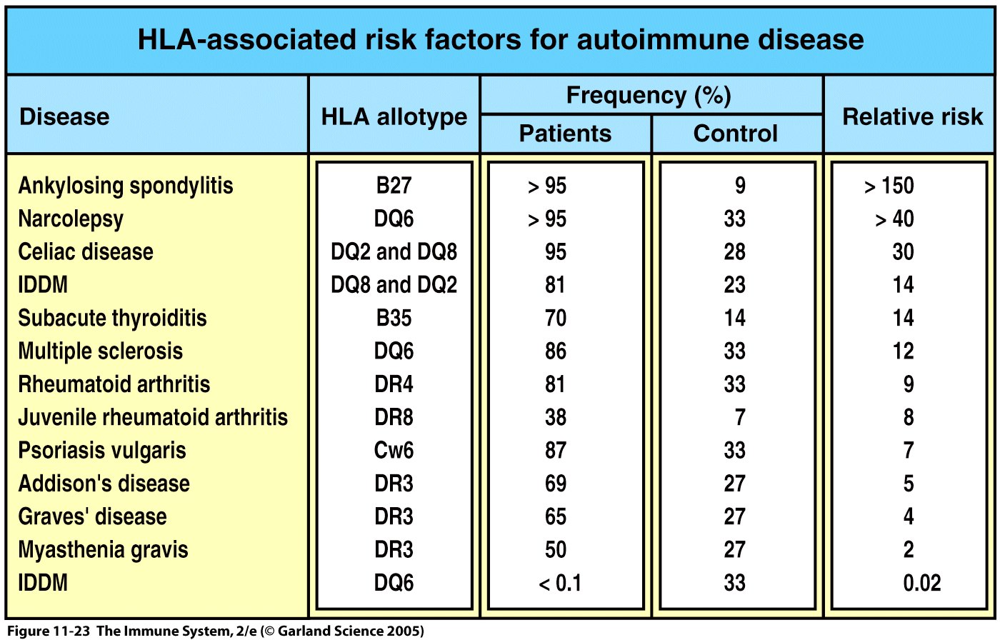 HLA-associated risk factors for autoimmune disease
Disease HLA allotype Frequency (%) Relative risk
Patients Control
Ankylosing spondylitis B27 > 95 9 > 150
Narcolepsy DQ6 > 95 33 > 40
Celiac disease DQ2 and DQ8 95 28 30
IDDM DQ8 and DQ2 81 23 14
Subacute thyroiditis B35 70 14 14
Multiple sclerosis DQ6 86 33 12
Rheumatoid arthritis DR4 81 33 9
Juvenile rheumatoid arthritis DR8 38 7 8
Psoriasis vulgaris Cw6 87 33 7
Addison's disease DR3 69 27 5
Graves' disease DR3 65 27 4
Myasthenia gravis DR3 50 27 2
IDDM DQ6 < 0.1 33 0.02
Figure 11-23 The Immune System, 2/e (© Garland Science 2005)